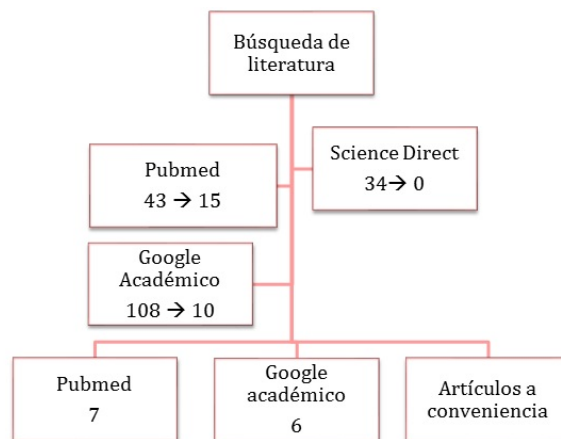 Búsqueda de
literatura
Pubmed
43 → 15
Science Direct
34→ 0
Google
Académico
108 → 10
Pubmed
7
Google
académico
6
Artículos a
conveniencia